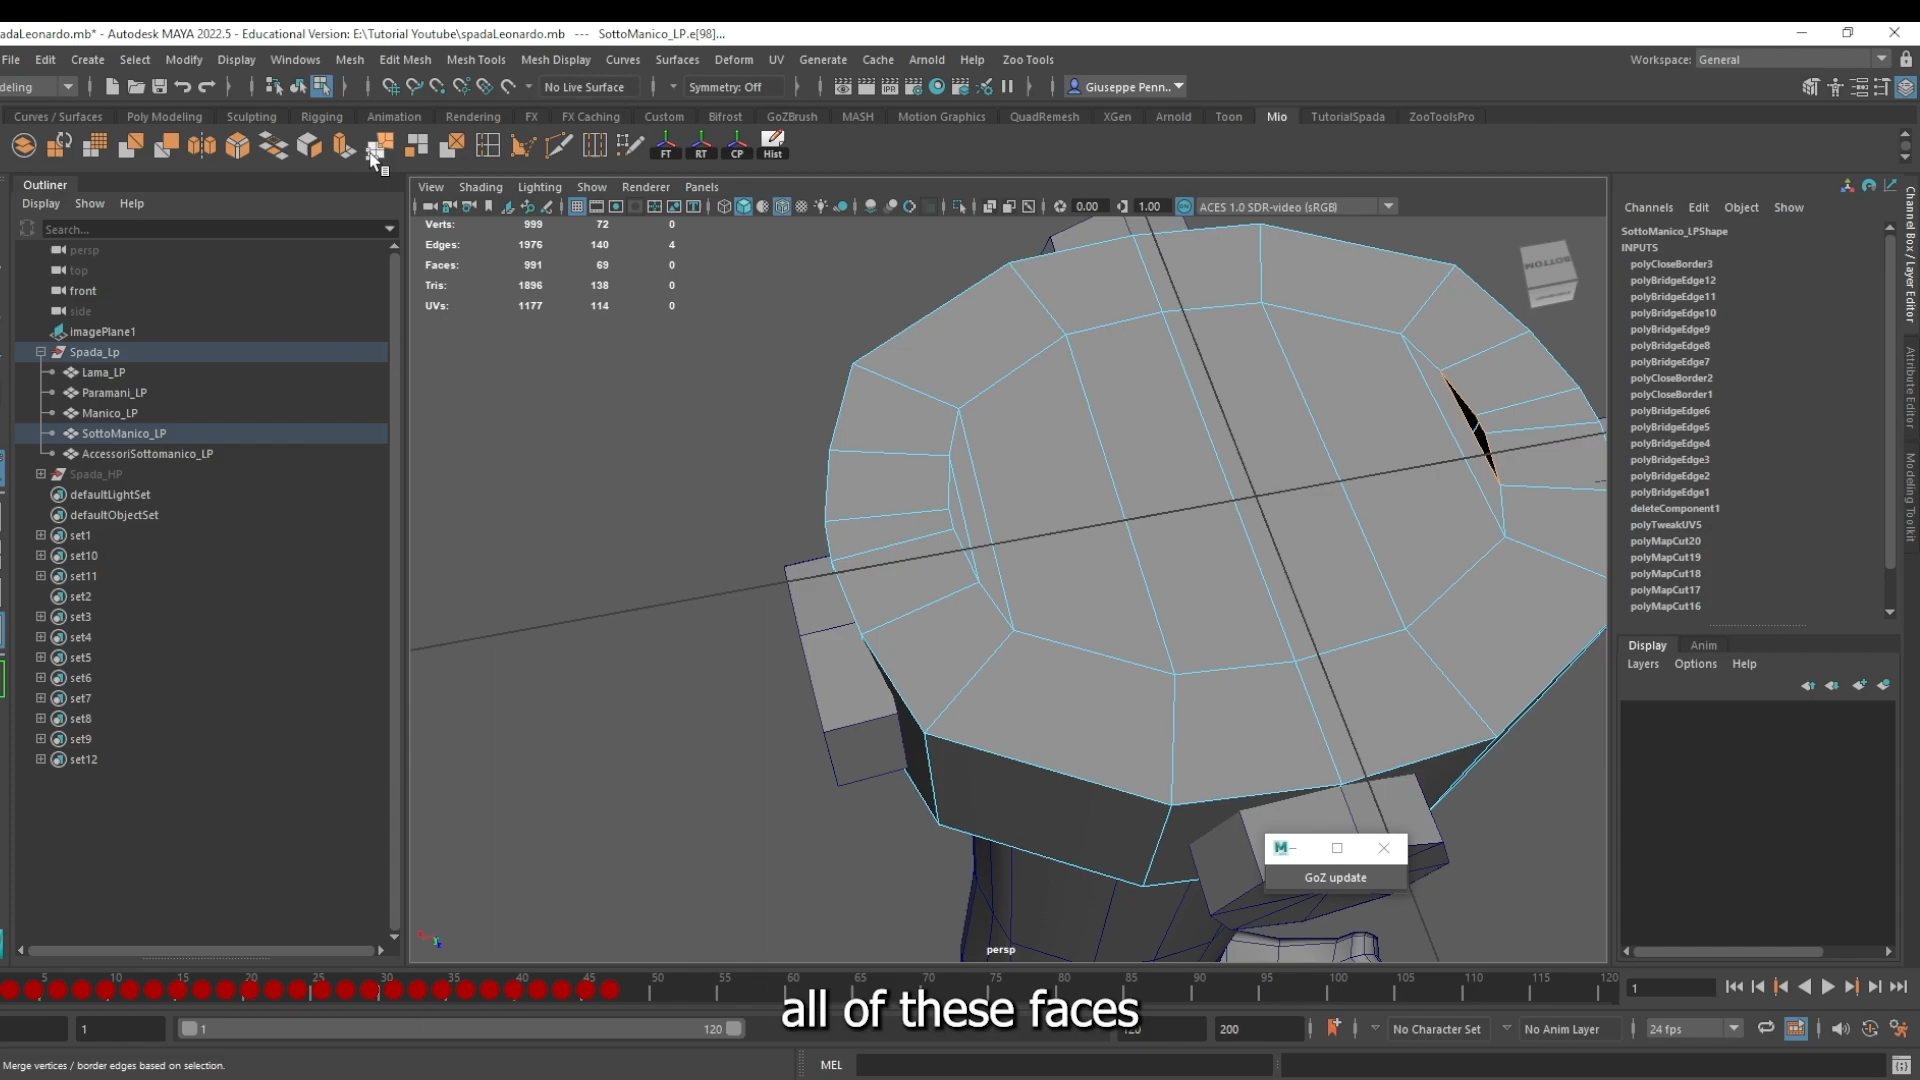 adaLeonardo.mb* - Autodesk MAYA 2022.5 - Educational Version: E:\Tutorial Youtube\spadaLeonardo.mb --- SottoManico_LP.e[98]...
File Edit Create Select Modify Display Windows Mesh Edit Mesh Mesh Tools Mesh Display Curves Surfaces Deform UV Generate Cache Arnold Help Zoo Tools
Workspace: General
deling No Live Surface Symmetry: Off Giuseppe Penn..
Curves / Surfaces Poly Modeling Sculpting Rigging Animation Rendering FX FX Caching Custom Bifrost GoZBrush MASH Motion Graphics QuadRemesh XGen Arnold Toon Mio TutorialSpada ZooToolsPro
IPR
FT RT CP Hist
Outliner
Display Show Help
Search...
persp
top
front
side
imagePlane1
Spada_Lp
Lama_LP
Paramani_LP
Manico_LP
SottoManico_LP
AccessoriSottomanico_LP
Spada_HP
defaultLightSet
defaultObjectSet
set1
set10
set11
set2
set3
set4
set5
set6
set7
set8
set9
set12
View Shading Lighting Show Renderer Panels
0.00 1.00 ACES 1.0 SDR-video (sRGB)
Verts: 999 72 0
Edges: 1976 140 4
Faces: 991 69 0
Tris: 1896 138 0
UVs: 1177 114 0
BOTTOM
GoZ update
persp
Channels Edit Object Show
SottoManico_LPShape
INPUTS
polyCloseBorder3
polyBridgeEdge12
polyBridgeEdge11
polyBridgeEdge10
polyBridgeEdge9
polyBridgeEdge8
polyBridgeEdge7
polyCloseBorder2
polyCloseBorder1
polyBridgeEdge6
polyBridgeEdge5
polyBridgeEdge4
polyBridgeEdge3
polyBridgeEdge2
polyBridgeEdge1
deleteComponent1
polyTweakUV5
polyMapCut20
polyMapCut19
polyMapCut18
polyMapCut17
polyMapCut16
Display Anim
Layers Options Help
Channel Box / Layer Editor
Attribute Editor
Modeling Toolkit
5 10 15 20 25 30 35 40 45 50 55 60 65 70 75 80 85 90 95 100 105 110 115 120
1
all of these faces
1 1 120 120 200 No Character Set No Anim Layer 24 fps
Merge vertices / border edges based on selection.
MEL